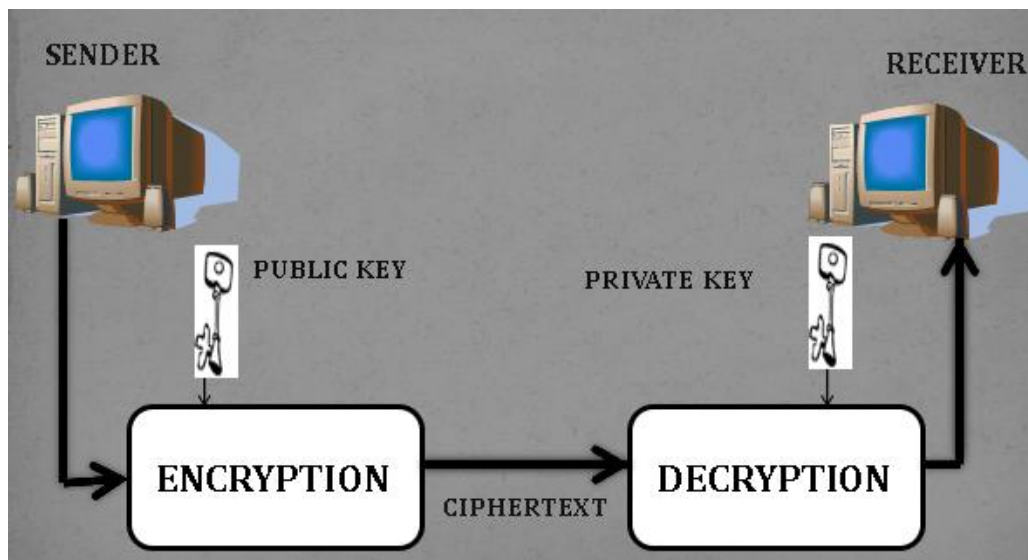 SENDER
RECEIVER
PUBLIC KEY
PRIVATE KEY
ENCRYPTION
DECRYPTION
CIPHERTEXT